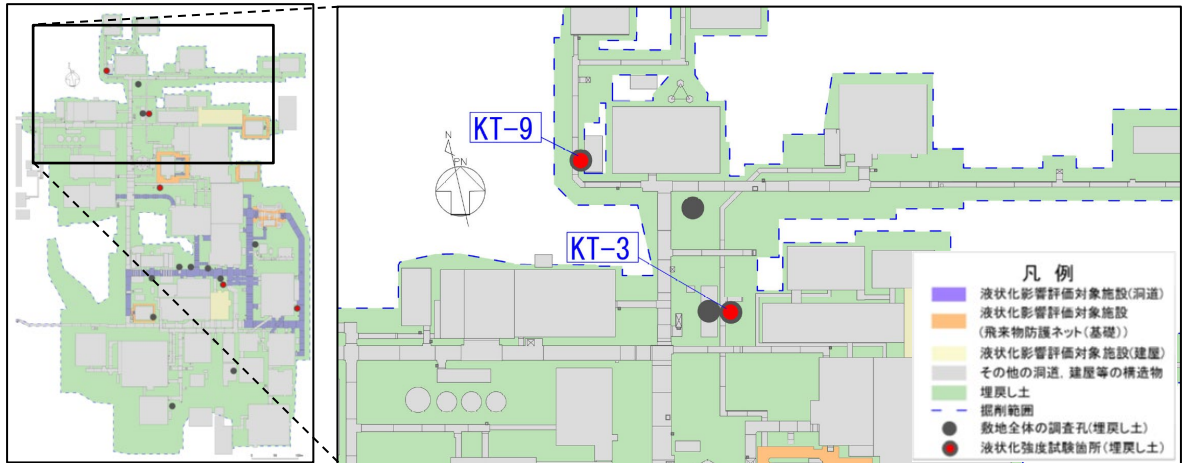 KT-9
N
PN
KT-3
凡例
液状化影響評価対象施設(洞道)
液状化影響評価対象施設
(飛来物防護ネット(基礎))
液状化影響評価対象施設(建屋)
その他の洞道，建屋等の構造物
埋戻し土
掘削範囲
敷地全体の調査孔(埋戻し土)
液状化強度試験箇所(埋戻し土)